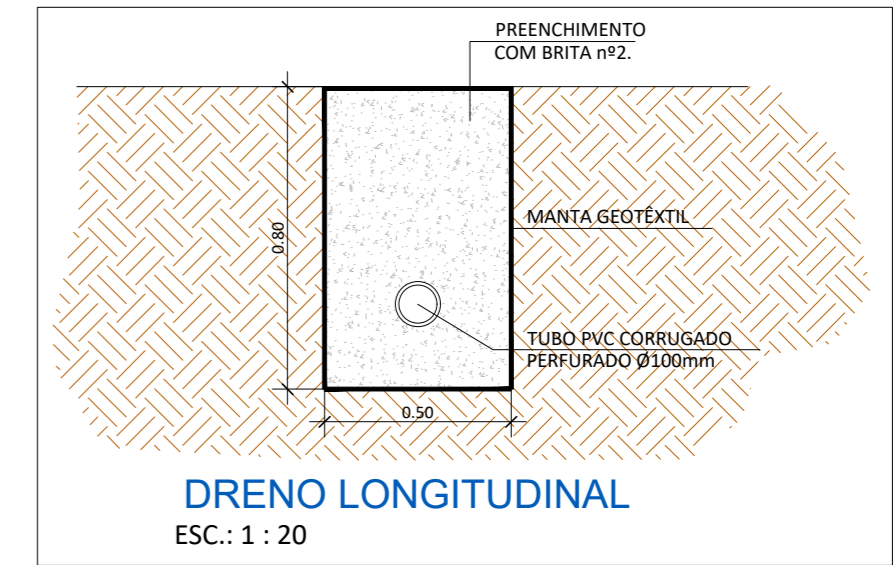 PREENCHIMENTO
COM BRITA nº2.
MANTA GEOTÊXTIL
0.80
TUBO PVC CORRUGADO
PERFURADO Ø100mm
0.50
DRENO LONGITUDINAL
ESC.: 1 : 20